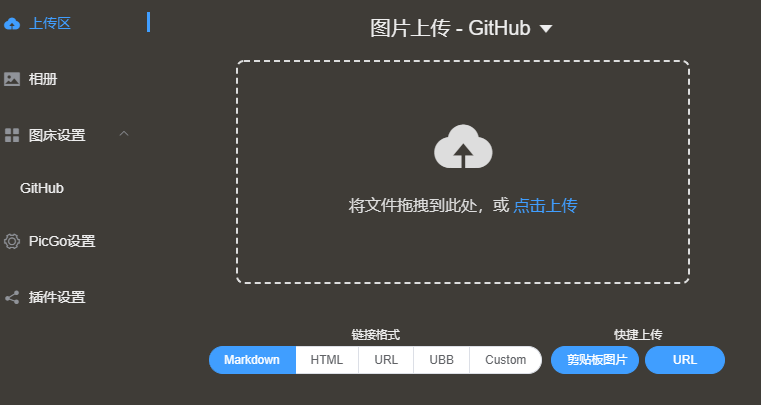 上传区
相册
图床设置
GitHub
PicGo设置
插件设置
图片上传 - GitHub
将文件拖拽到此处，或 点击上传
链接格式
Markdown HTML URL UBB Custom
快捷上传
剪贴板图片 URL